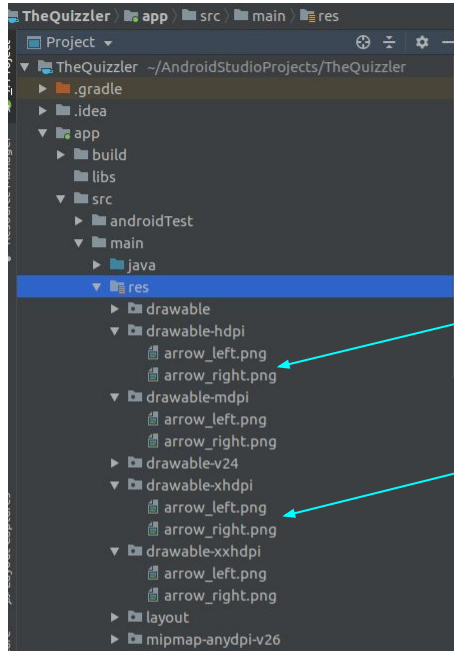 TheQuizzler app src main res
Project
TheQuizzler ~/AndroidStudioProjects/TheQuizzler
.gradle
.idea
app
build
libs
src
androidTest
main
java
res
drawable
drawable-hdpi
arrow_left.png
arrow_right.png
drawable-mdpi
arrow_left.png
arrow_right.png
drawable-v24
drawable-xhdpi
arrow_left.png
arrow_right.png
drawable-xxhdpi
arrow_left.png
arrow_right.png
layout
mipmap-anydpi-v26